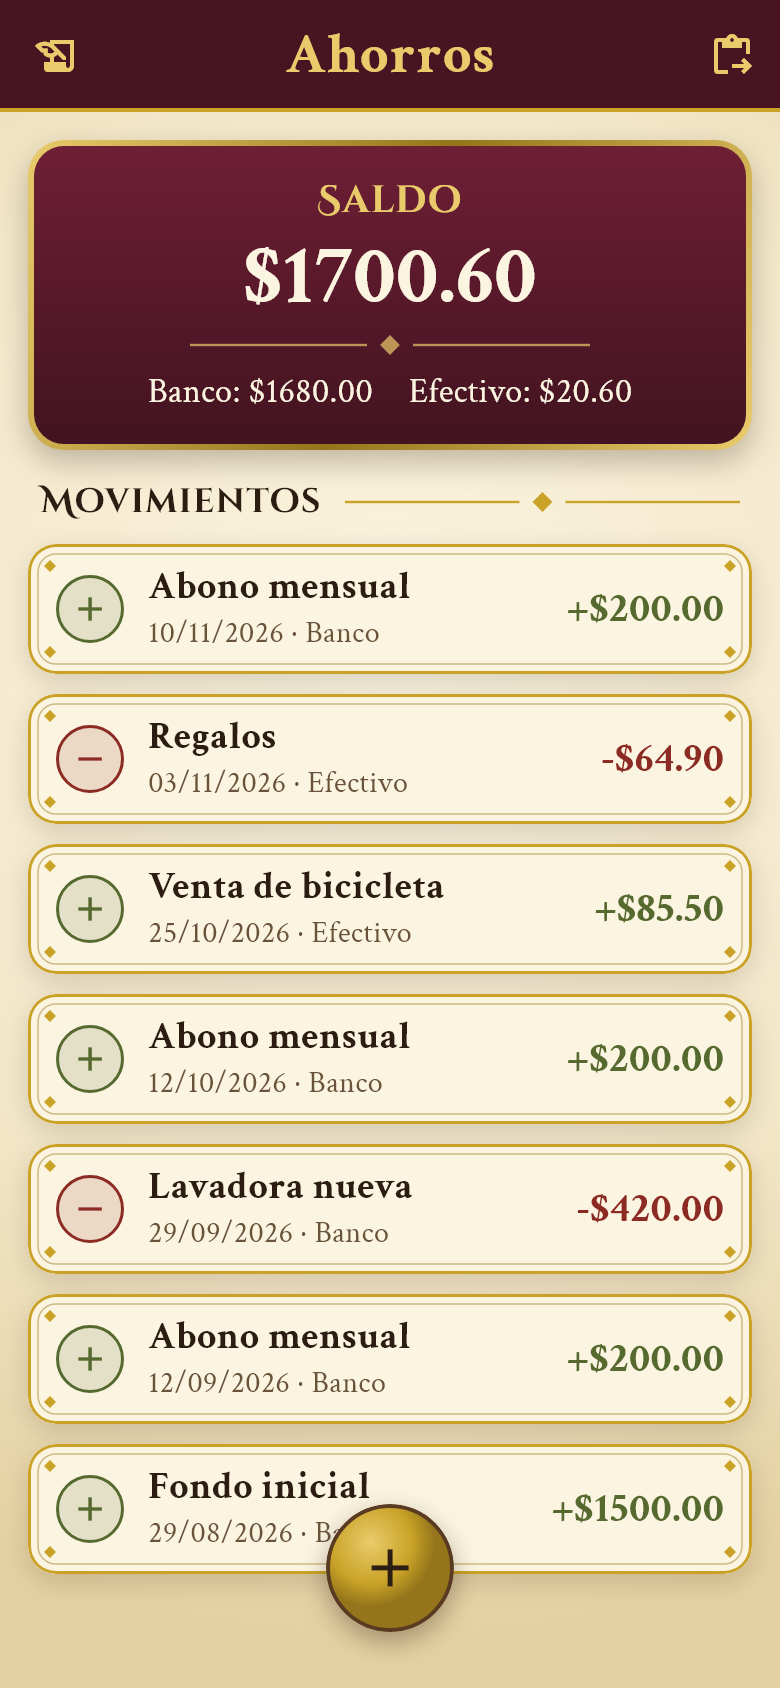 Ahorros
Saldo
$1700.60
Banco: $1680.00 Efectivo: $20.60
Movimientos
Abono mensual
10/11/2026 · Banco
+$200.00
Regalos
03/11/2026 · Efectivo
-$64.90
Venta de bicicleta
25/10/2026 · Efectivo
+$85.50
Abono mensual
12/10/2026 · Banco
+$200.00
Lavadora nueva
29/09/2026 · Banco
-$420.00
Abono mensual
12/09/2026 · Banco
+$200.00
Fondo inicial
29/08/2026 ·
+$1500.00